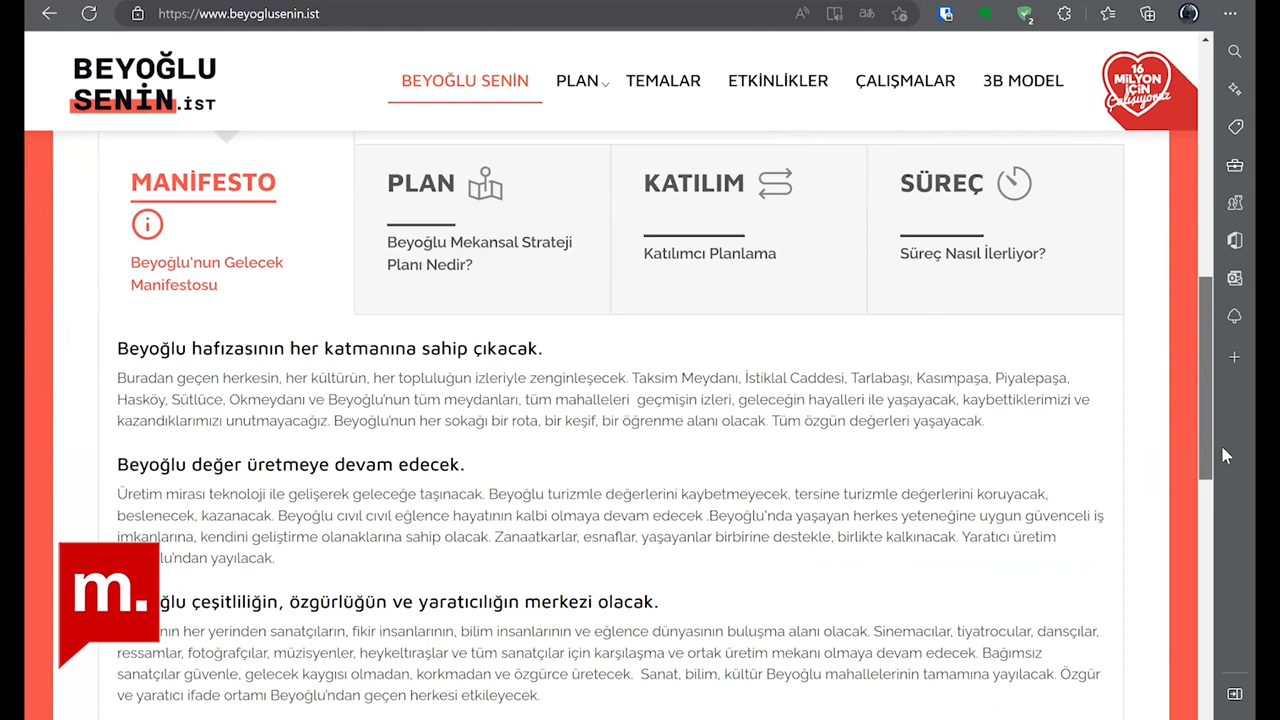 https://www.beyoglusenin.ist
BEYOĞLU
SENİN.İST
BEYOĞLU SENİN PLAN TEMALAR ETKİNLİKLER ÇALIŞMALAR 3B MODEL
16
MİLYON
İÇİN
Çalışıyoruz
MANİFESTO
Beyoğlu'nun Gelecek
Manifestosu
PLAN
Beyoğlu Mekansal Strateji
Planı Nedir?
KATILIM
Katılımcı Planlama
SÜREÇ
Süreç Nasıl İlerliyor?
Beyoğlu hafızasının her katmanına sahip çıkacak.
Buradan geçen herkesin, her kültürün, her topluluğun izleriyle zenginleşecek. Taksim Meydanı, İstiklal Caddesi, Tarlabaşı, Kasımpaşa, Piyalepaşa,
Hasköy, Sütlüce, Okmeydanı ve Beyoğlu’nun tüm meydanları, tüm mahalleleri geçmişin izleri, geleceğin hayalleri ile yaşayacak, kaybettiklerimizi ve
kazandıklarımızı unutmayacağız. Beyoğlu’nun her sokağı bir rota, bir keşif, bir öğrenme alanı olacak. Tüm özgün değerleri yaşayacak.
Beyoğlu değer üretmeye devam edecek.
Üretim mirası teknoloji ile gelişerek geleceğe taşınacak. Beyoğlu turizmle değerlerini kaybetmeyecek, tersine turizmle değerlerini koruyacak,
beslenecek, kazanacak. Beyoğlu cıvıl cıvıl eğlence hayatının kalbi olmaya devam edecek .Beyoğlu'nda yaşayan herkes yeteneğine uygun güvenceli iş
imkanlarına, kendini geliştirme olanaklarına sahip olacak. Zanaatkarlar, esnaflar, yaşayanlar birbirine destekle, birlikte kalkınacak. Yaratıcı üretim
lu’ndan yayılacak.
ğlu çeşitliliğin, özgürlüğün ve yaratıcılığın merkezi olacak.
nın her yerinden sanatçıların, fikir insanlarının, bilim insanlarının ve eğlence dünyasının buluşma alanı olacak. Sinemacılar, tiyatrocular, dansçılar,
ressamlar, fotoğrafçılar, müzisyenler, heykeltıraşlar ve tüm sanatçılar için karşılaşma ve ortak üretim mekanı olmaya devam edecek. Bağımsız
sanatçılar güvenle, gelecek kaygısı olmadan, korkmadan ve özgürce üretecek. Sanat, bilim, kültür Beyoğlu mahallelerinin tamamına yayılacak. Özgür
ve yaratıcı ifade ortamı Beyoğlu’ndan geçen herkesi etkileyecek.
m.